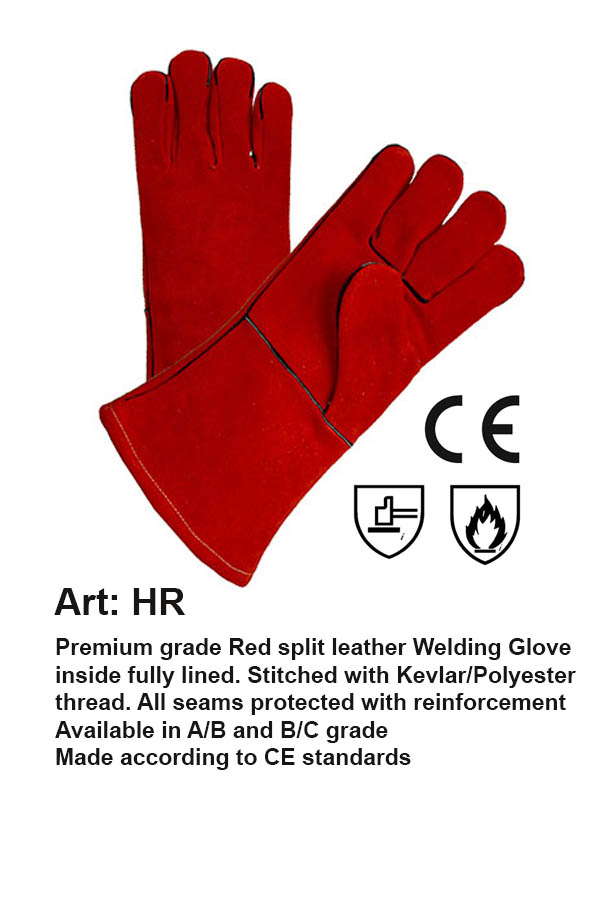 CE
i
i
Art: HR
Premium grade Red split leather Welding Glove
inside fully lined. Stitched with Kevlar/Polyester
thread. All seams protected with reinforcement
Available in A/B and B/C grade
Made according to CE standards